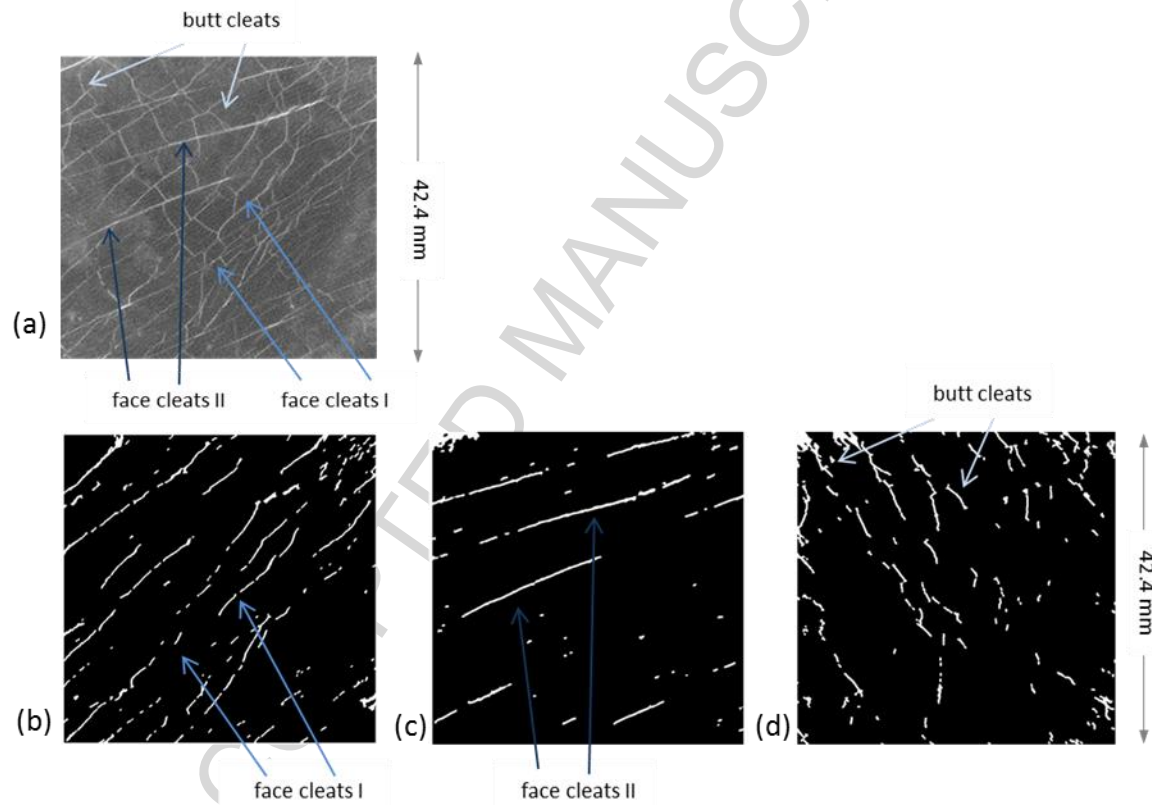 butt cleats
42.4 mm
(a)
face cleats II
face cleats I
butt cleats
42.4 mm
(b)
(c)
(d)
face cleats I
face cleats II